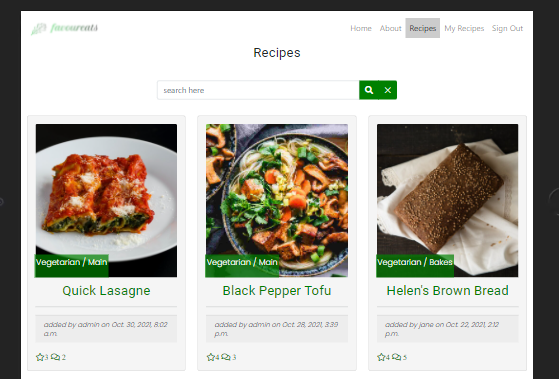 favoureats
Home About Recipes My Recipes Sign Out
Recipes
search here
Vegetarian / Main
Quick Lasagne
added by admin on Oct. 30, 2021, 8:02
a.m.
3 2
Vegetarian / Main
Black Pepper Tofu
added by admin on Oct. 28, 2021, 3:39
p.m.
4 3
Vegetarian / Bakes
Helen's Brown Bread
added by jane on Oct. 22, 2021, 2:12
p.m.
4 5